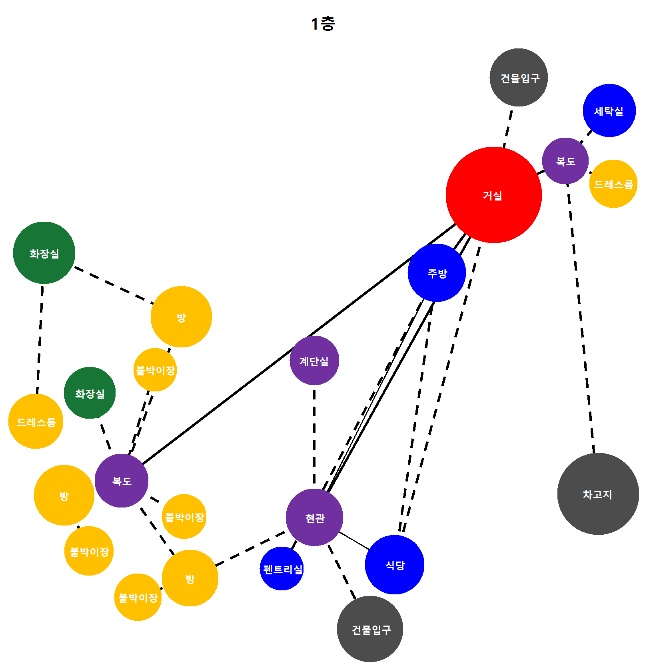 1층
건물입구
세탁실
복도
드레스룸
거실
화장실
주방
방
계단실
붙박이장
화장실
드레스룸
복도
방
차고지
붙박이장
현관
붙박이장
펜트리실
식당
방
붙박이장
건물입구